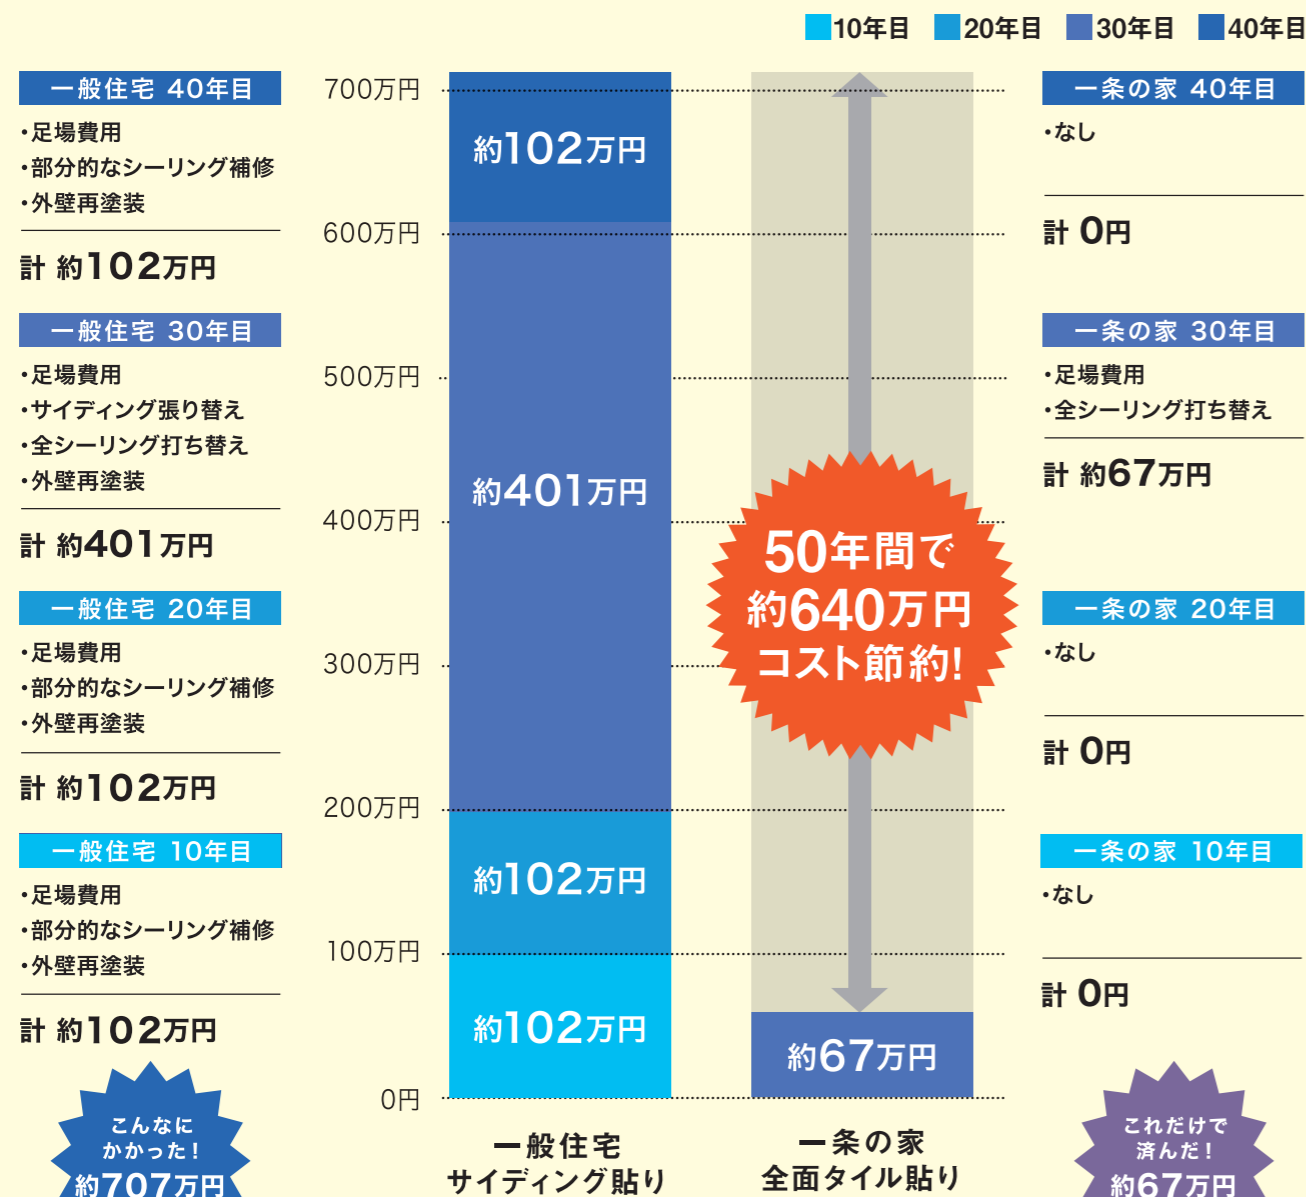 10年目 20年目 30年目 40年目
一般住宅 40年目
・足場費用
・部分的なシーリング補修
・外壁再塗装
計 約102万円
一般住宅 30年目
・足場費用
・サイディング張り替え
・全シーリング打ち替え
・外壁再塗装
計 約401万円
一般住宅 20年目
・足場費用
・部分的なシーリング補修
・外壁再塗装
計 約102万円
一般住宅 10年目
・足場費用
・部分的なシーリング補修
・外壁再塗装
計 約102万円
こんなに
かかった!
約707万円
700万円
600万円
500万円
400万円
300万円
200万円
100万円
0円
約102万円
約401万円
約102万円
約102万円
一般住宅
サイディング貼り
50年間で
約640万円
コスト節約!
約67万円
一条の家
全面タイル貼り
一条の家 40年目
・なし
計 0円
一条の家 30年目
・足場費用
・全シーリング打ち替え
計 約67万円
一条の家 20年目
・なし
計 0円
一条の家 10年目
・なし
計 0円
これだけで
済んだ!
約67万円